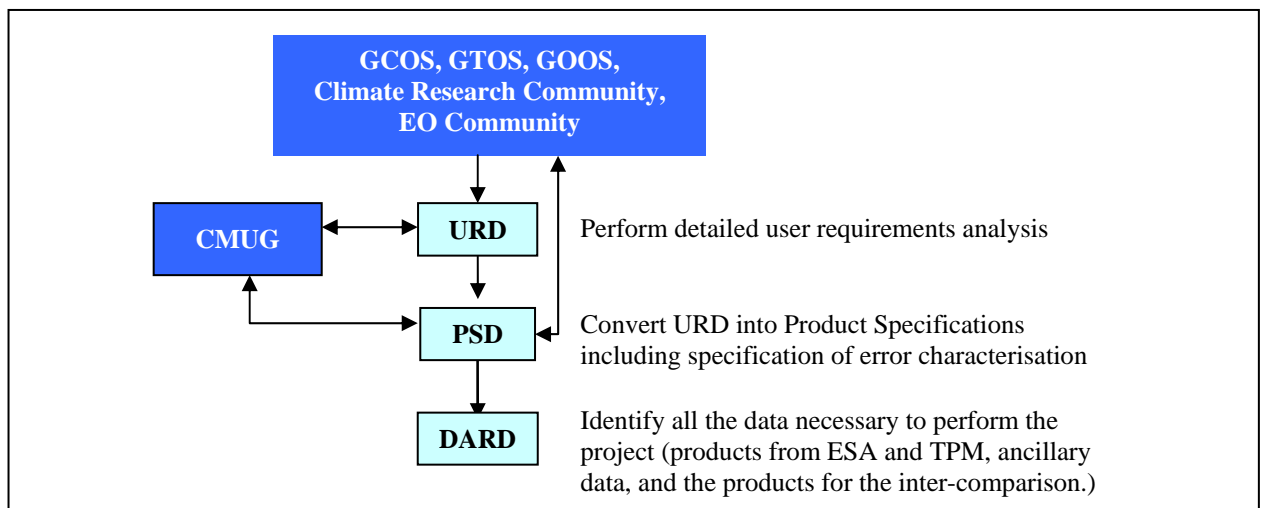 GCOS, GTOS, GOOS,
Climate Research Community,
EO Community
CMUG
URD
Perform detailed user requirements analysis
PSD
Convert URD into Product Specifications
including specification of error characterisation
DARD
Identify all the data necessary to perform the
project (products from ESA and TPM, ancillary
data, and the products for the inter-comparison.)